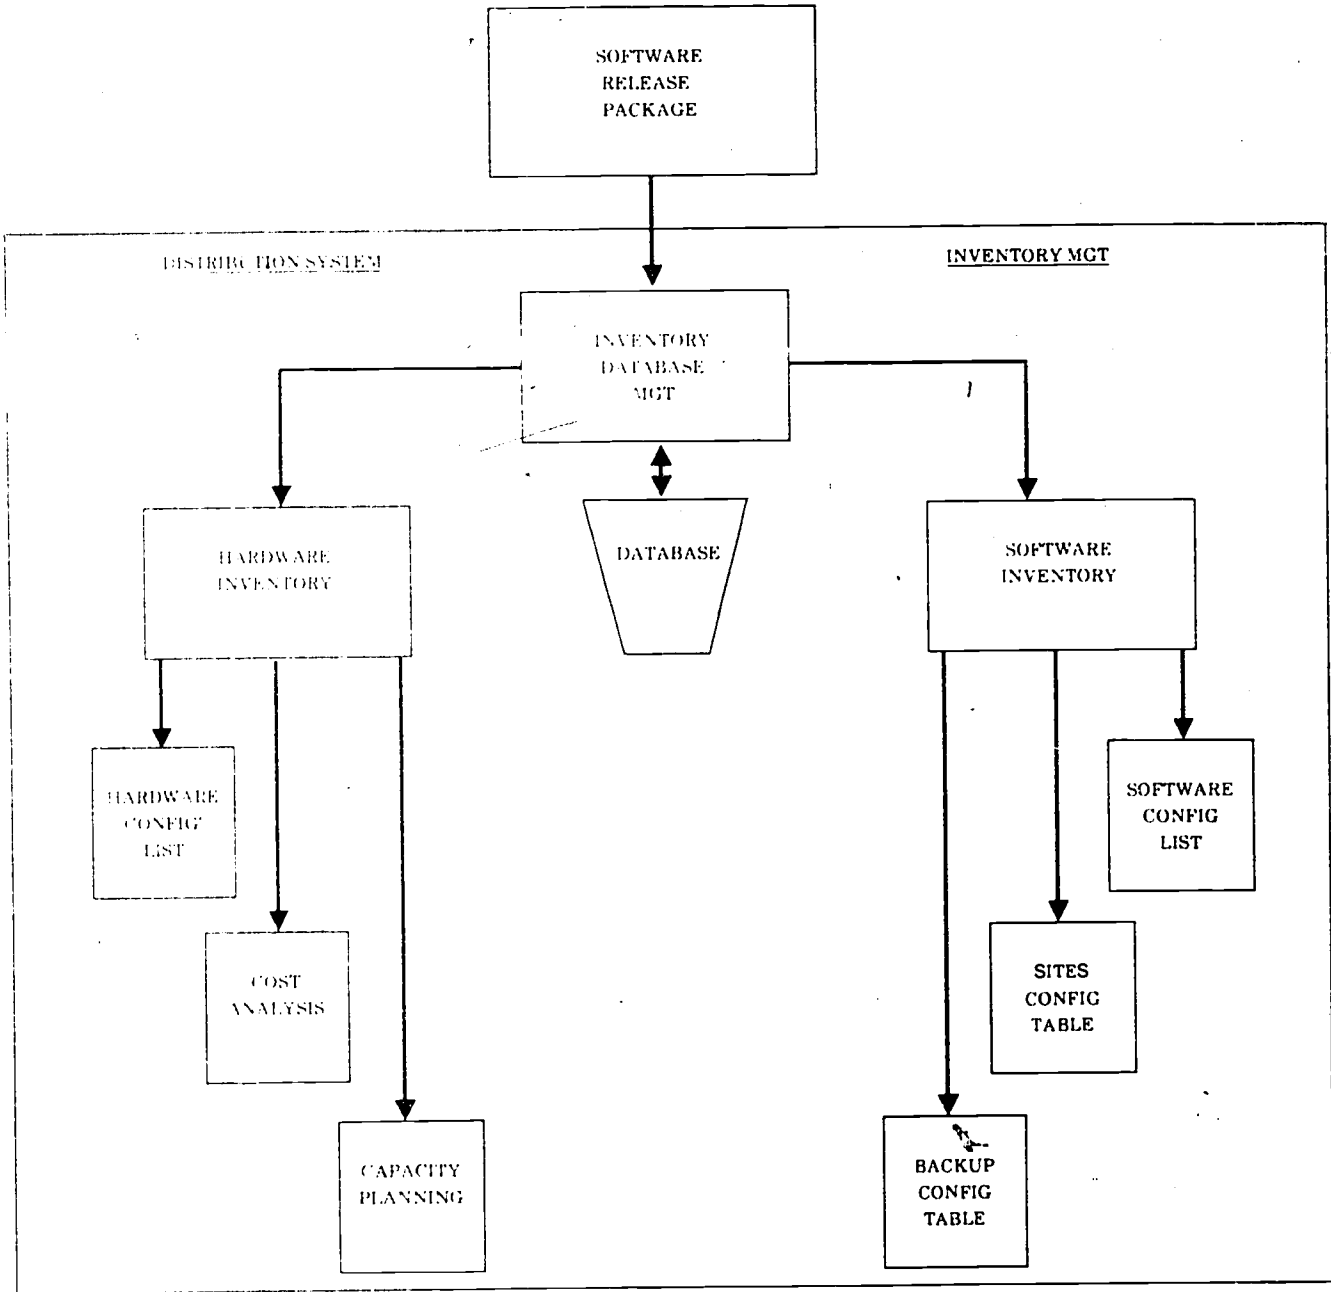 SOFTWARE
RELEASE
PACKAGE
DISTRIBUTION SYSTEM
INVENTORY MGT
INVENTORY
DATABASE
MGT
HARDWARE
INVENTORY
DATABASE
SOFTWARE
INVENTORY
HARDWARE
CONFIG
LIST
SOFTWARE
CONFIG
LIST
COST
ANALYSIS
SITES
CONFIG
TABLE
CAPACITY
PLANNING
BACKUP
CONFIG
TABLE